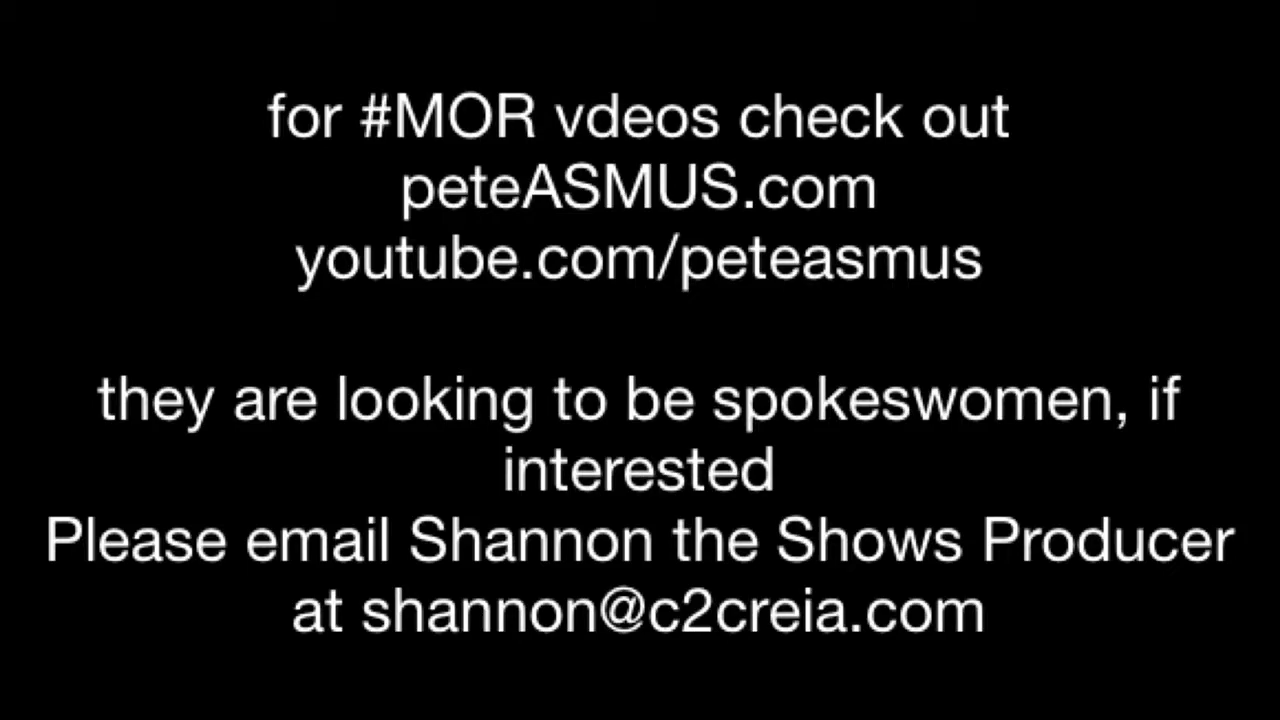 for #MOR vdeos check out
peteASMUS.com
youtube.com/peteasmus
they are looking to be spokeswomen, if
interested
Please email Shannon the Shows Producer
at shannon@c2creia.com